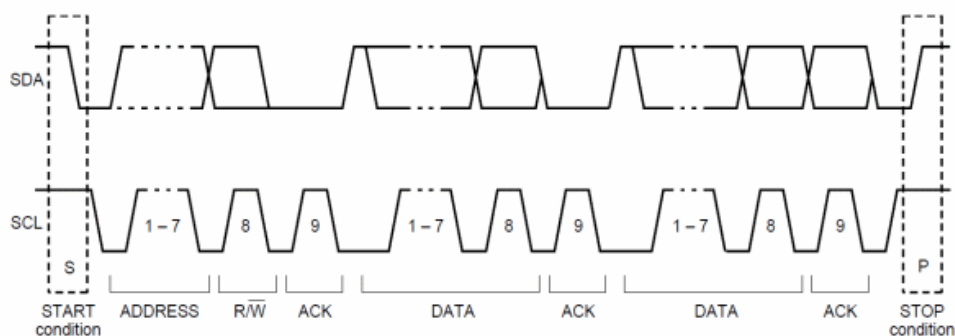 SDA
SCL
1 – 7 8 9 1 – 7 8 9 1 – 7 8 9
S P
START condition ADDRESS R/W̅ ACK DATA ACK DATA ACK STOP condition